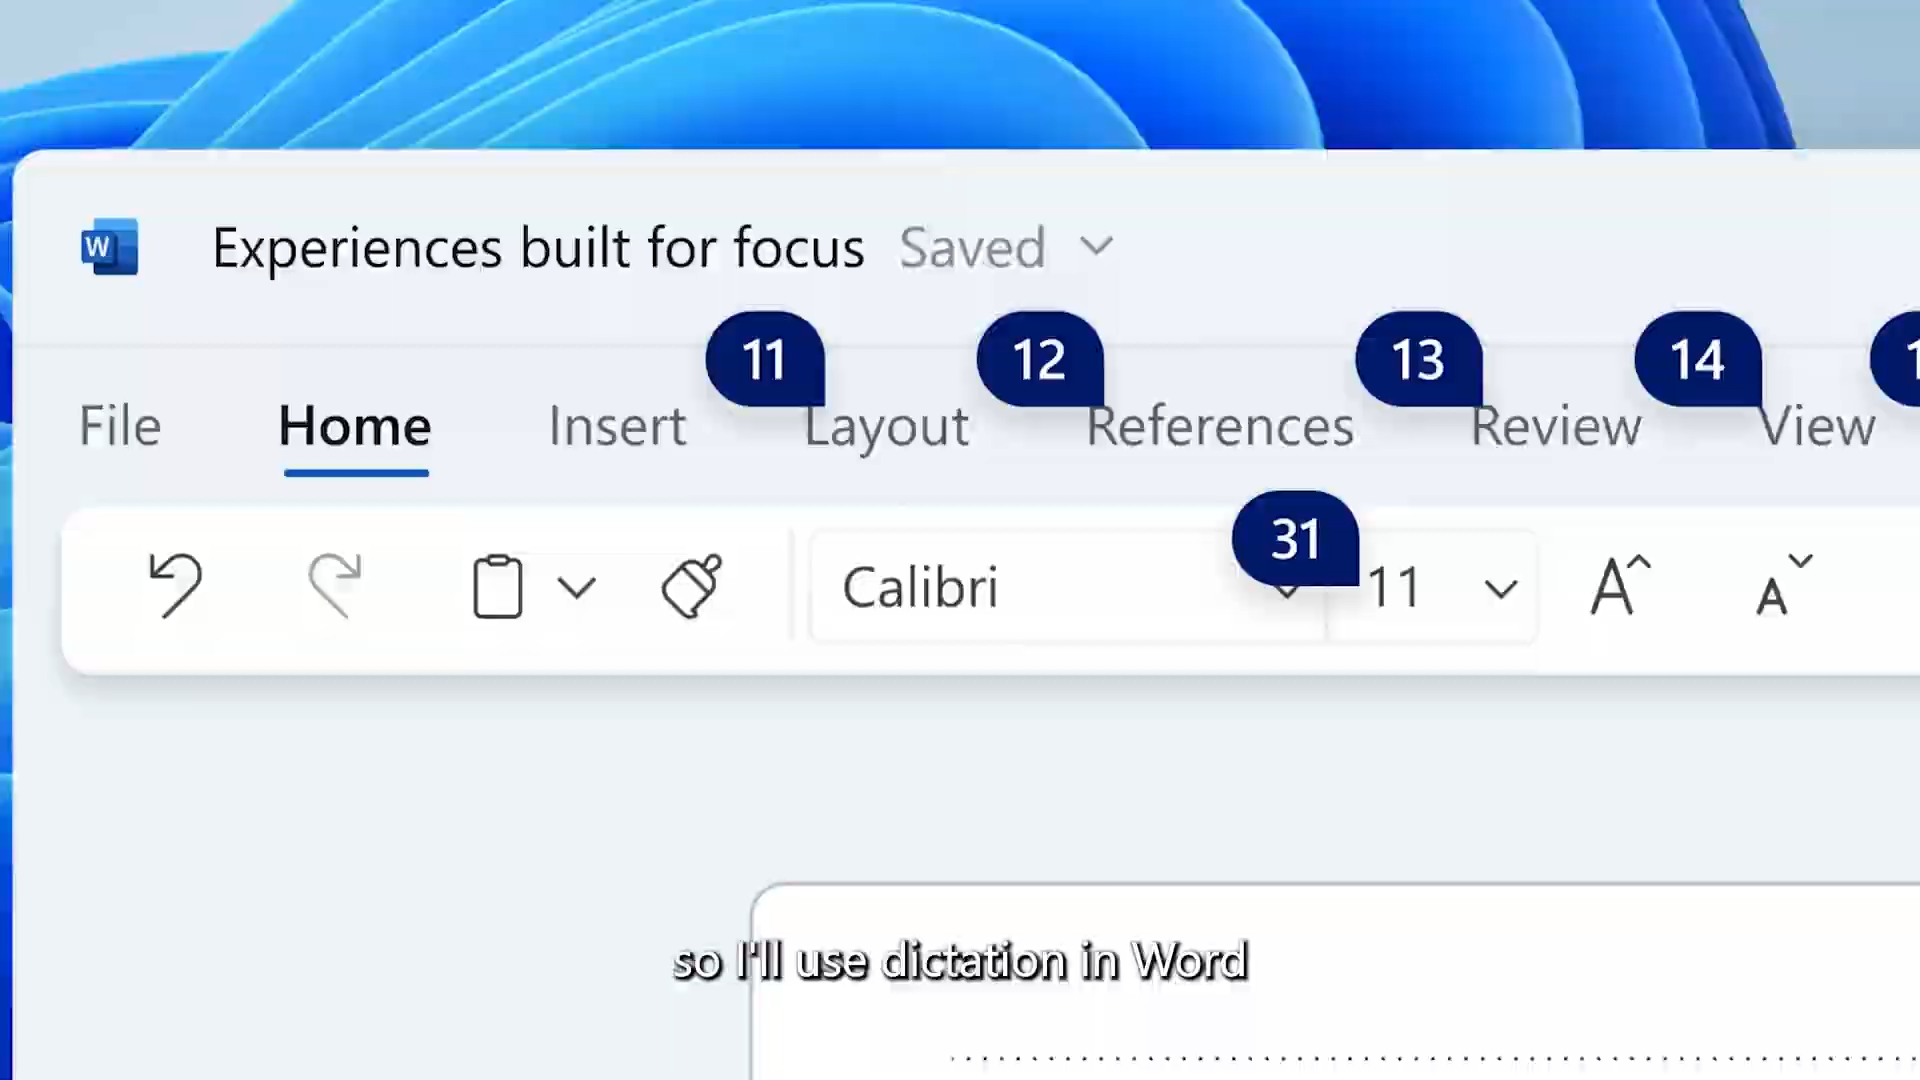 W Experiences built for focus Saved
11 12 13 14
File Home Insert Layout References Review View
31
Calibri 11 A A
so I'll use dictation in Word